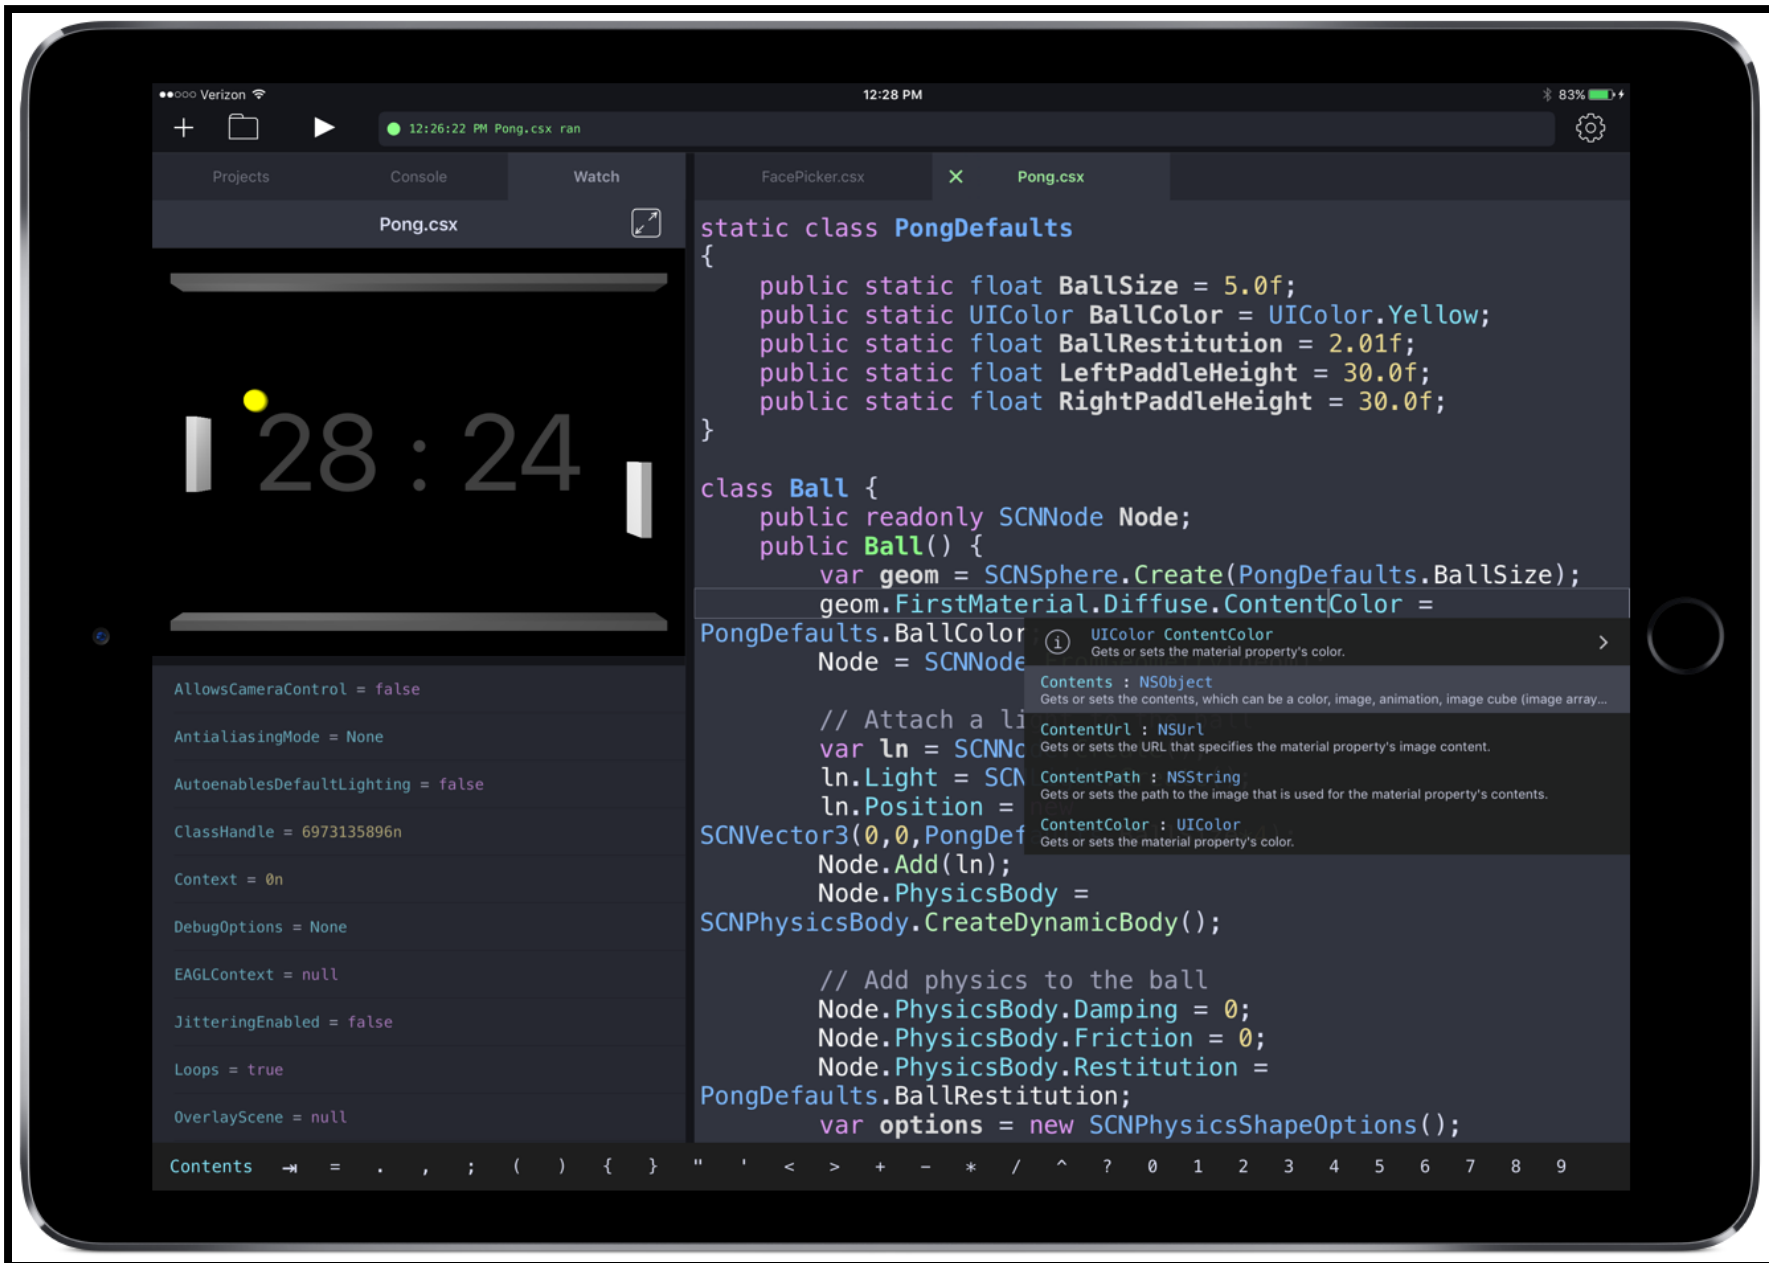 Verizon
12:28 PM
83%
12:26:22 PM Pong.csx ran
Projects
Console
Watch
FacePicker.csx
Pong.csx
Pong.csx
28 : 24
AllowsCameraControl = false
AntialiasingMode = None
AutoenablesDefaultLighting = false
ClassHandle = 6973135896n
Context = 0n
DebugOptions = None
EAGLContext = null
JitteringEnabled = false
Loops = true
OverlayScene = null
static class PongDefaults
{
public static float BallSize = 5.0f;
public static UIColor BallColor = UIColor.Yellow;
public static float BallRestitution = 2.01f;
public static float LeftPaddleHeight = 30.0f;
public static float RightPaddleHeight = 30.0f;
}
class Ball {
public readonly SCNNode Node;
public Ball() {
var geom = SCNSphere.Create(PongDefaults.BallSize);
geom.FirstMaterial.Diffuse.ContentColor =
PongDefaults.BallColor
Node = SCNNode
// Attach a
var ln =
ln.Light =
ln.Position = new
SCNVector3(0,0,
Node.Add(ln);
Node.PhysicsBody =
SCNPhysicsBody.CreateDynamicBody();
// Add physics to the ball
Node.PhysicsBody.Damping = 0;
Node.PhysicsBody.Friction = 0;
Node.PhysicsBody.Restitution =
PongDefaults.BallRestitution;
var options = new SCNPhysicsShapeOptions();
UIColor ContentColor
Gets or sets the material property's color.
Contents : NSObject
Gets or sets the contents, which can be a color, image, animation, image cube (image array...
ContentUrl : NSUrl
Gets or sets the URL that specifies the material property's image content.
ContentPath : NSString
Gets or sets the path to the image that is used for the material property's contents.
ContentColor : UIColor
Gets or sets the material property's color.
Contents ⇥ = . , ; ( ) { } " ' < > + - * / ^ ? 0 1 2 3 4 5 6 7 8 9